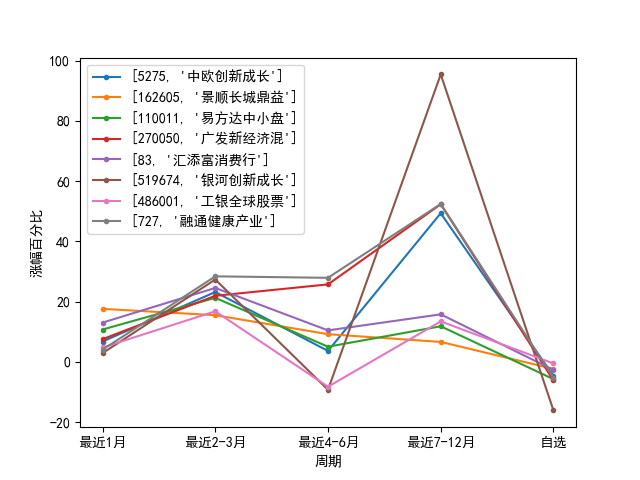 100
80
60
40
20
0
−20
涨幅百分比
[5275, '中欧创新成长']
[162605, '景顺长城鼎益']
[110011, '易方达中小盘']
[270050, '广发新经济混']
[83, '汇添富消费行']
[519674, '银河创新成长']
[486001, '工银全球股票']
[727, '融通健康产业']
最近1月 最近2-3月 最近4-6月 最近7-12月 自选
周期